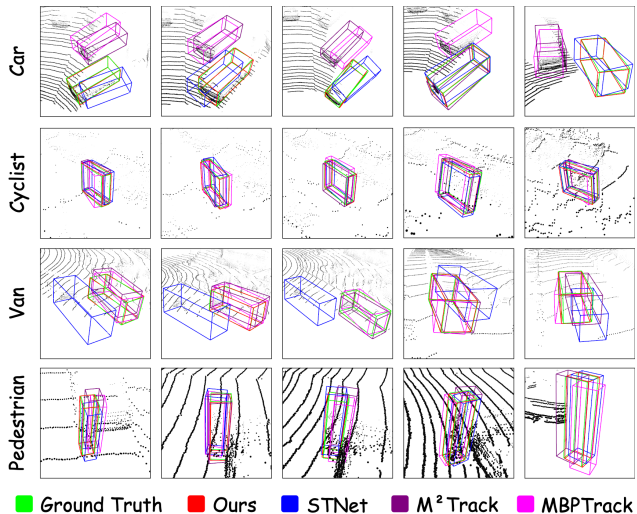 Car
Cyclist
Van
Pedestrian
Ground Truth Ours STNet M²Track MBPTrack